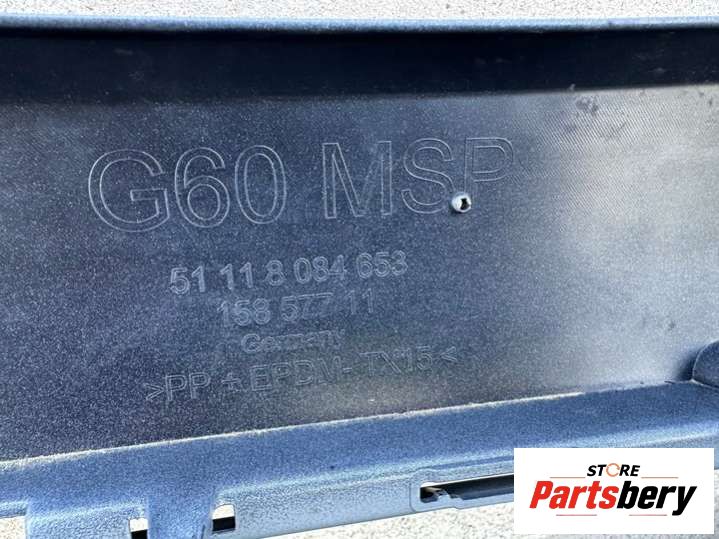 G60 MSP
51 11 8 084 653
158 577 11
Germany
>PP + EPDM-TX15<
STORE
Partsbery